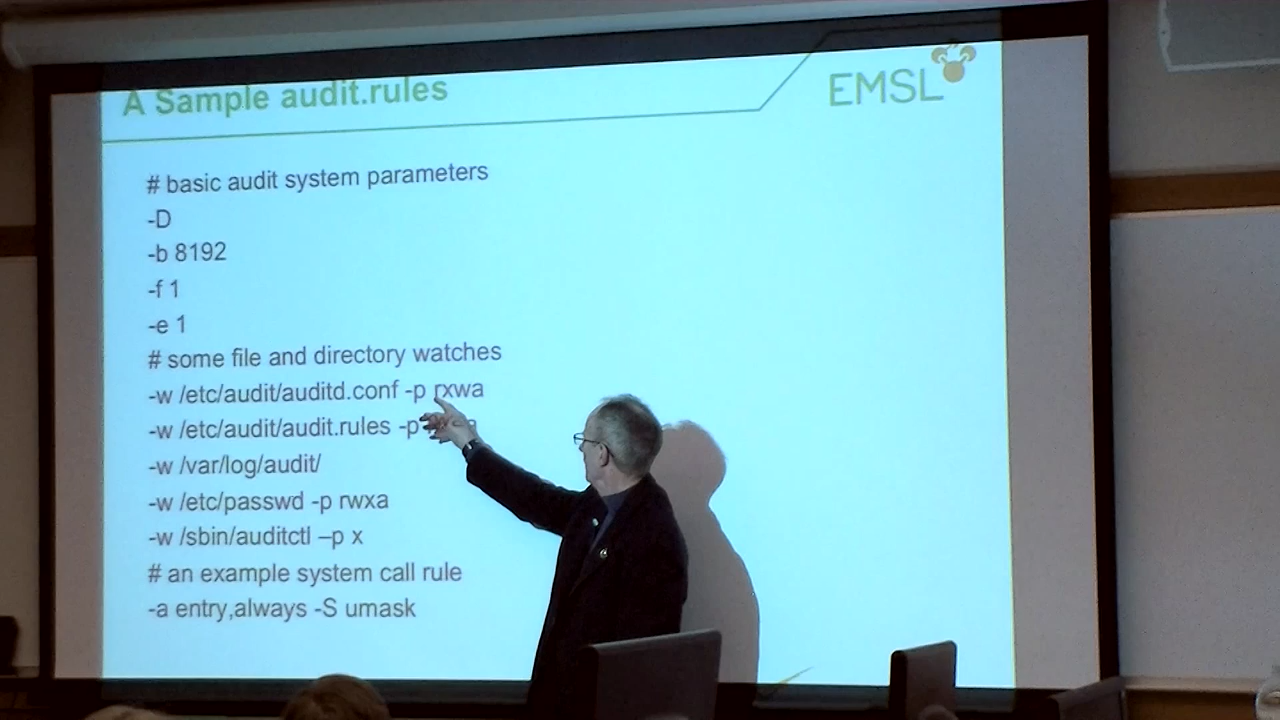 A Sample audit.rules
EMSL
# basic audit system parameters
-D
-b 8192
-f 1
-e 1
# some file and directory watches
-w /etc/audit/auditd.conf -p rxwa
-w /etc/audit/audit.rules -p
-w /var/log/audit/
-w /etc/passwd -p rwxa
-w /sbin/auditctl –p x
# an example system call rule
-a entry,always -S umask